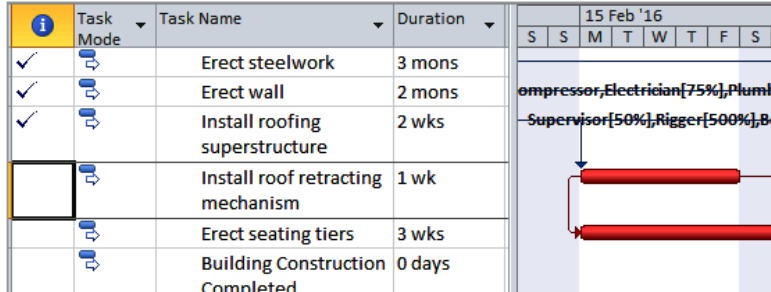 Task Mode Task Name Duration 15 Feb '16
S S M T W T F S
Erect steelwork 3 mons
Erect wall 2 mons
ompressor,Electrician[75%],Plumb
Install roofing superstructure 2 wks
Supervisor[50%],Rigger[500%],B
Install roof retracting mechanism 1 wk
Erect seating tiers 3 wks
Building Construction Completed 0 days